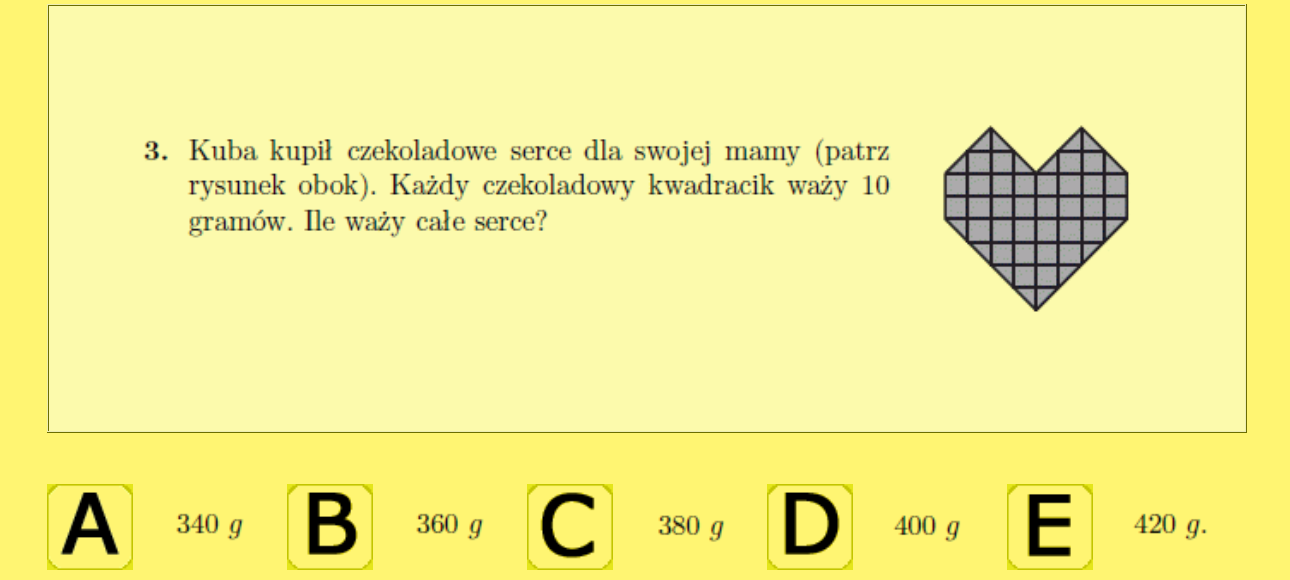 3. Kuba kupił czekoladowe serce dla swojej mamy (patrz
rysunek obok). Każdy czekoladowy kwadracik waży 10
gramów. Ile waży całe serce?
A 340 g B 360 g C 380 g D 400 g E 420 g.